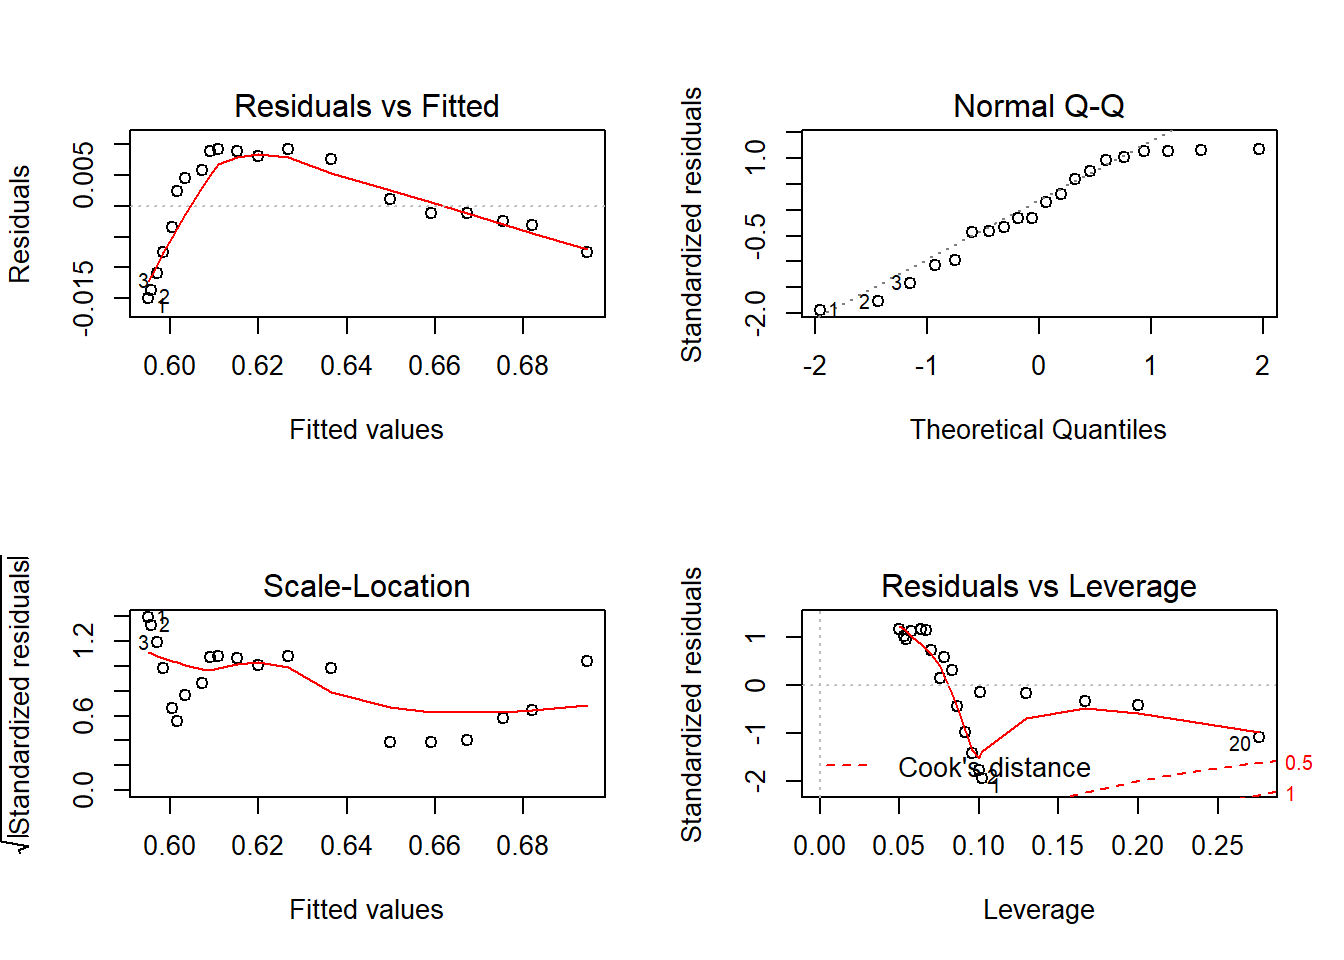 Residuals vs Fitted
Residuals
0.005
-0.015
3
2
1
0.60 0.62 0.64 0.66 0.68
Fitted values
Normal Q-Q
Standardized residuals
1.0
-0.5
-2.0
3
2
1
-2 -1 0 1 2
Theoretical Quantiles
Scale-Location
√|Standardized residuals|
1.2
0.6
0.0
1
2
3
0.60 0.62 0.64 0.66 0.68
Fitted values
Residuals vs Leverage
Standardized residuals
1
0
-1
-2
20
Cook's distance
2
1
0.5
1
0.00 0.05 0.10 0.15 0.20 0.25
Leverage